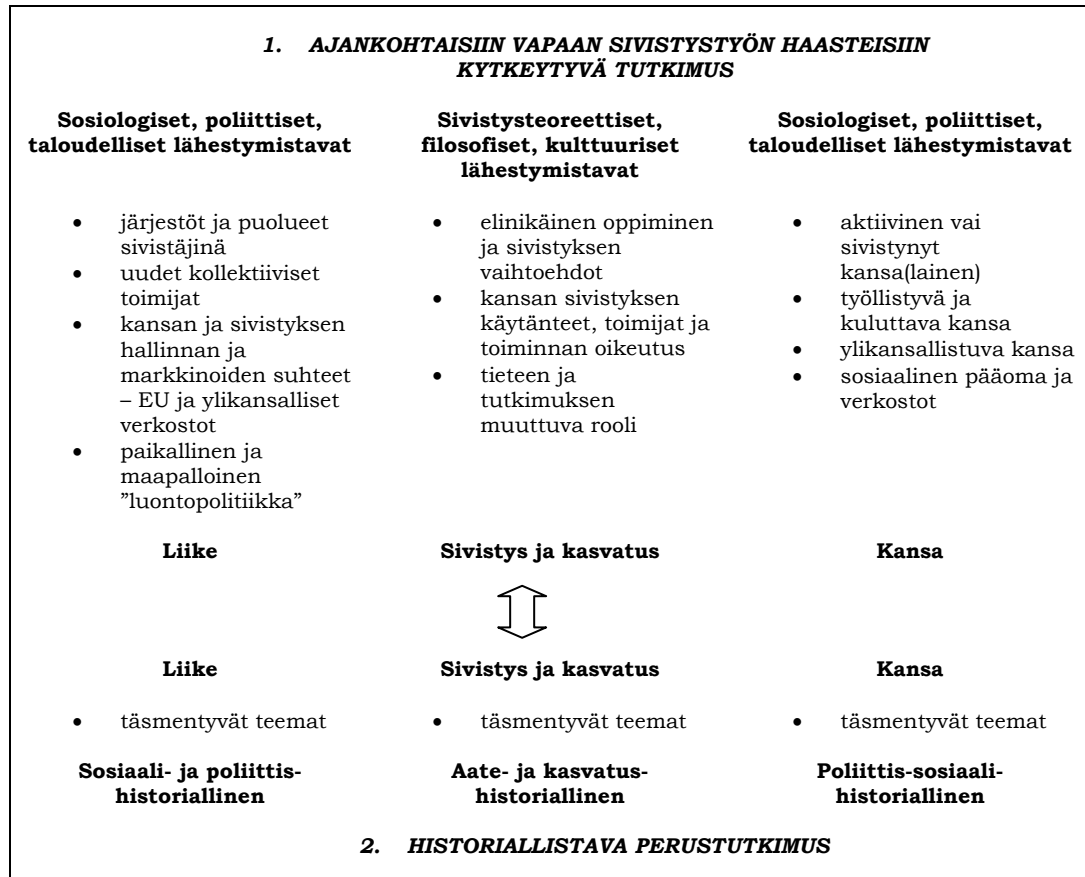 1. AJANKOHTAISIIN VAPAAN SIVISTYSTYÖN HAASTEISIIN
KYTKEYTYVÄ TUTKIMUS
Sosiologiset, poliittiset,
taloudelliset lähestymistavat
• järjestöt ja puolueet
sivistäjinä
• uudet kollektiiviset
toimijat
• kansan ja sivistyksen
hallinnan ja
markkinoiden suhteet
– EU ja ylikansalliset
verkostot
• paikallinen ja
maapalloinen
”luontopolitiikka”
Liike
Sivistysteoreettiset,
filosofiset, kulttuuriset
lähestymistavat
• elinikäinen oppiminen
ja sivistyksen
vaihtoehdot
• kansan sivistyksen
käytänteet, toimijat ja
toiminnan oikeutus
• tieteen ja
tutkimuksen
muuttuva rooli
Sivistys ja kasvatus
Sosiologiset, poliittiset,
taloudelliset lähestymistavat
• aktiivinen vai
sivistynyt
kansa(lainen)
• työllistyvä ja
kuluttava kansa
• ylikansallistuva kansa
• sosiaalinen pääoma ja
verkostot
Kansa
Liike
• täsmentyvät teemat
Sosiaali- ja poliittis-
historiallinen
Sivistys ja kasvatus
• täsmentyvät teemat
Aate- ja kasvatus-
historiallinen
Kansa
• täsmentyvät teemat
Poliittis-sosiaali-
historiallinen
2. HISTORIALLISTAVA PERUSTUTKIMUS